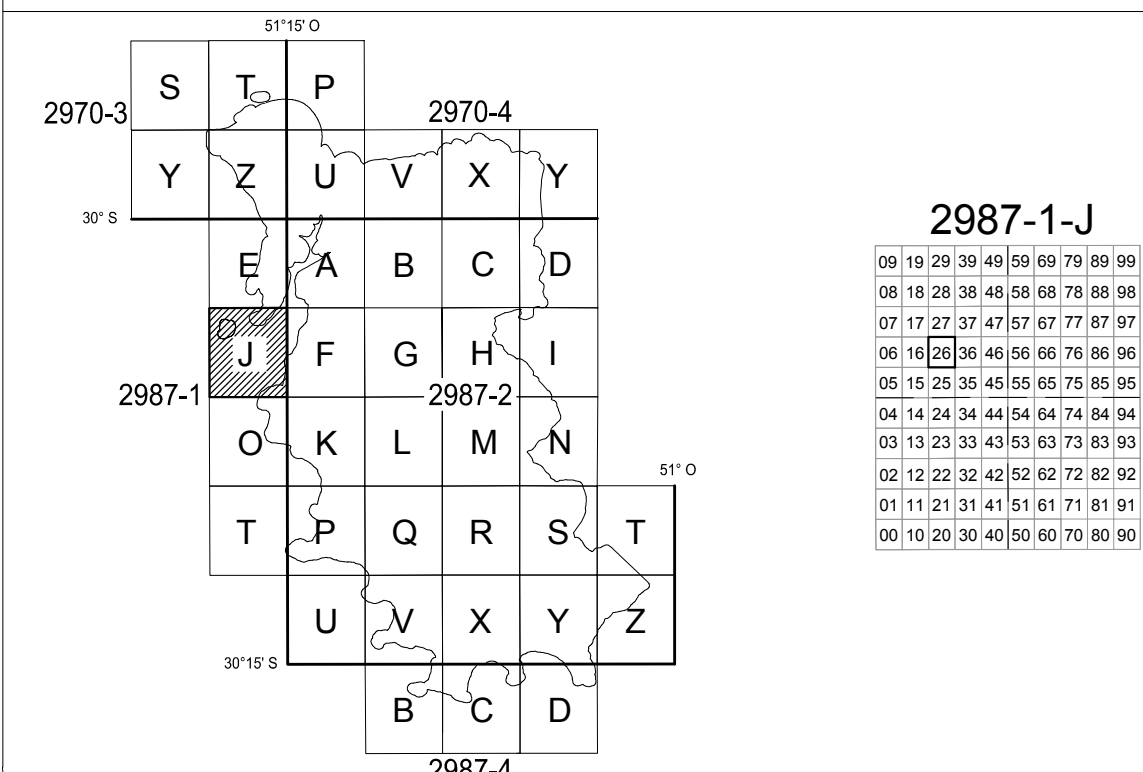 51°15' O
S T P
2970-3 2970-4
Y Z U V X Y
30° S
E A B C D
J F G H I
2987-1 2987-2
O K L M N
51° O
T P Q R S T
U V X Y Z
30°15' S
B C D
2987-4
2987-1-J
09 19 29 39 49 59 69 79 89 99
08 18 28 38 48 58 68 78 88 98
07 17 27 37 47 57 67 77 87 97
06 16 26 36 46 56 66 76 86 96
05 15 25 35 45 55 65 75 85 95
04 14 24 34 44 54 64 74 84 94
03 13 23 33 43 53 63 73 83 93
02 12 22 32 42 52 62 72 82 92
01 11 21 31 41 51 61 71 81 91
00 10 20 30 40 50 60 70 80 90